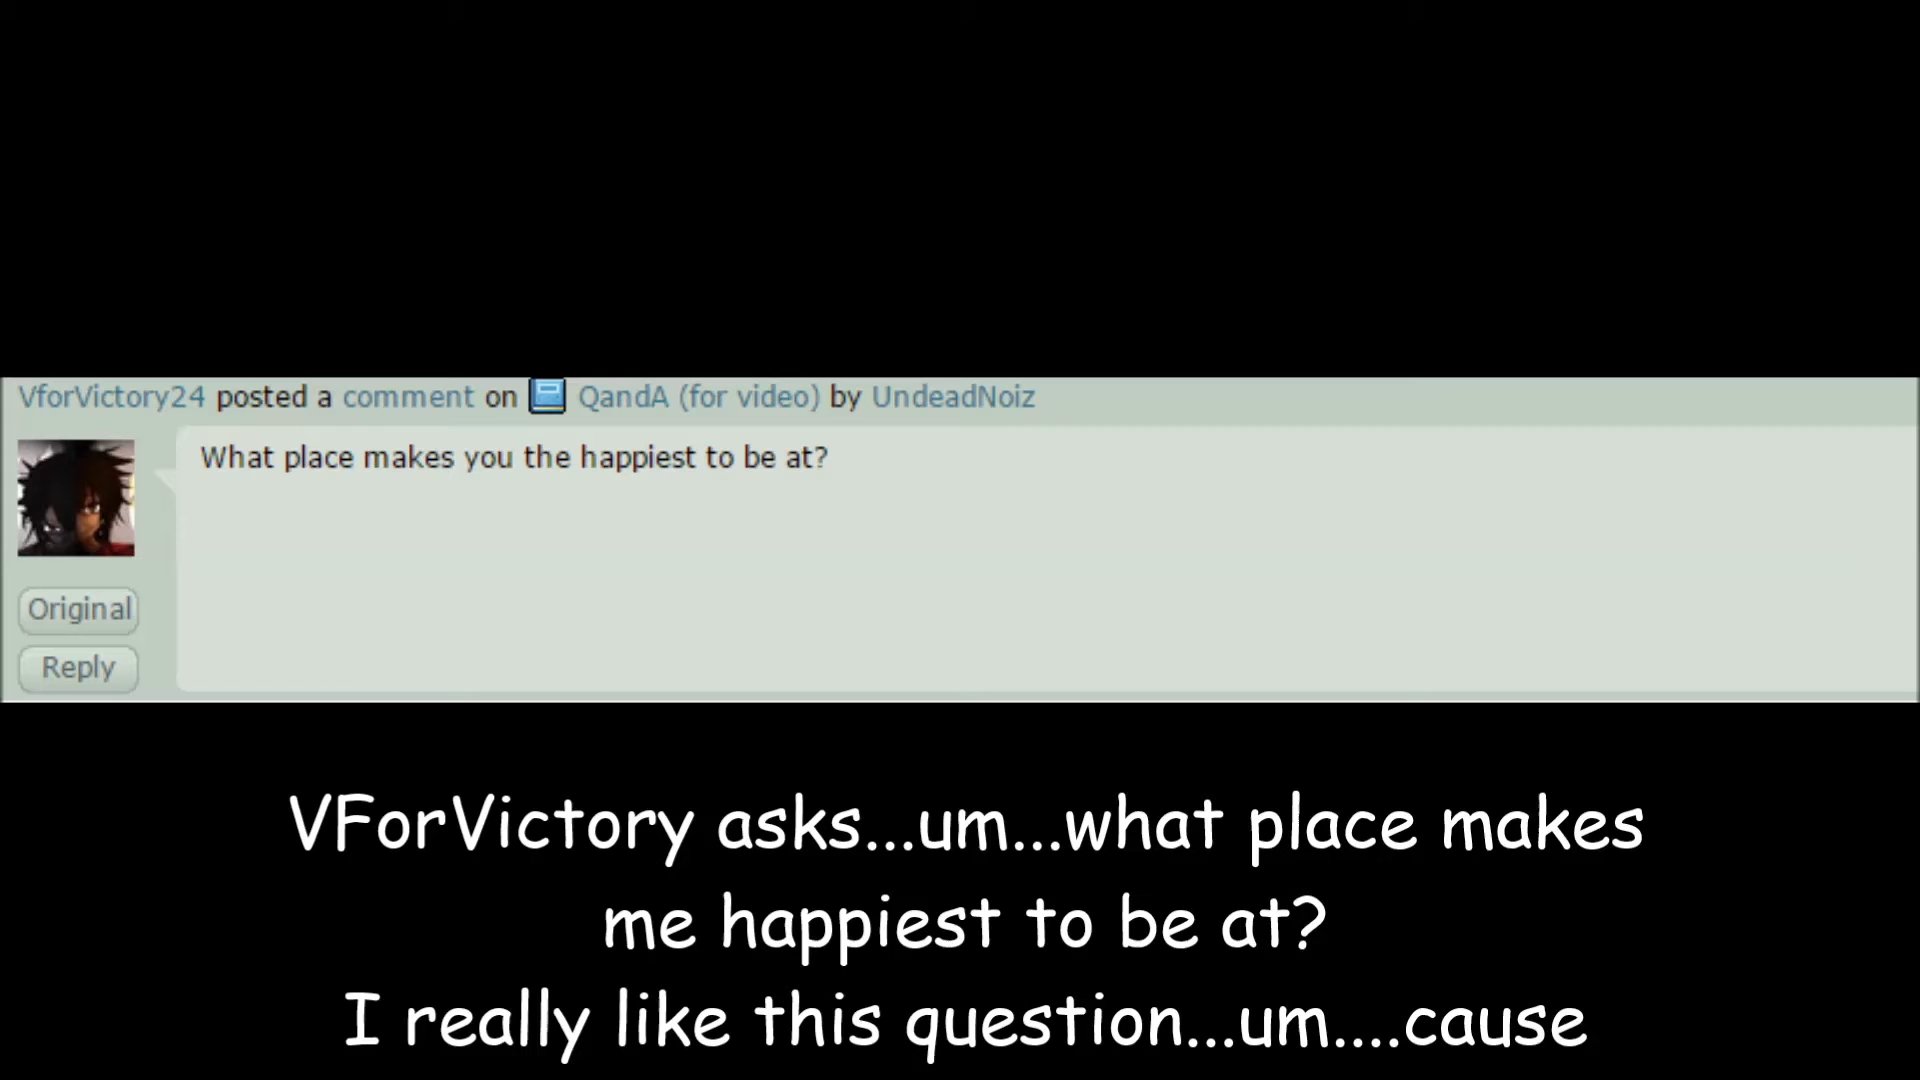 VforVictory24 posted a comment on QandA (for video) by UndeadNoiz
What place makes you the happiest to be at?
Original
Reply
VForVictory asks...um...what place makes
me happiest to be at?
I really like this question...um....cause